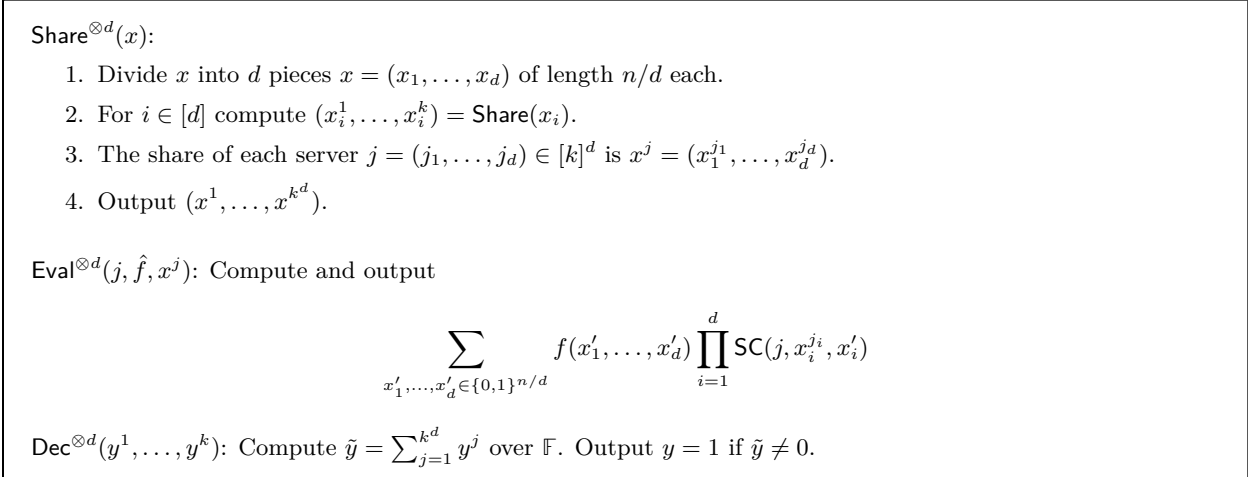 Share^{⊗d}(x):
1. Divide x into d pieces x = (x_1, . . . , x_d) of length n/d each.
2. For i ∈ [d] compute (x_i^1, . . . , x_i^k) = Share(x_i).
3. The share of each server j = (j_1, . . . , j_d) ∈ [k]^d is x^j = (x_1^{j_1}, . . . , x_d^{j_d}).
4. Output (x^1, . . . , x^{k^d}).
Eval^{⊗d}(j, \hat{f}, x^j): Compute and output
\sum_{x'_1,...,x'_d ∈ {0,1}^{n/d}} f(x'_1, . . . , x'_d) \prod_{i=1}^{d} SC(j, x_i^{j_i}, x'_i)
Dec^{⊗d}(y^1, . . . , y^k): Compute \tilde{y} = \sum_{j=1}^{k^d} y^j over 𝔽. Output y = 1 if \tilde{y} ≠ 0.